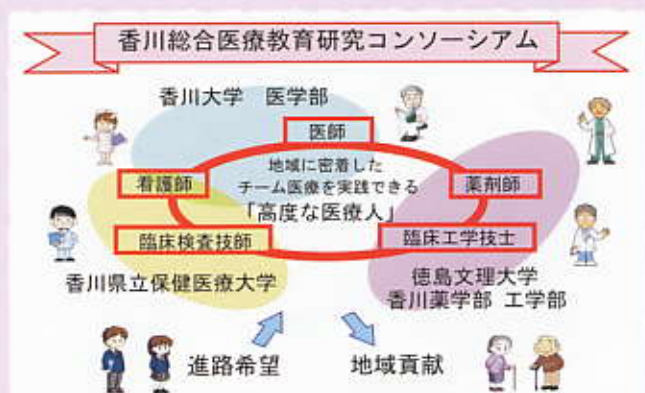 香川総合医療教育研究コンソーシアム
香川大学 医学部
医師
地域に密着した
チーム医療を実践できる
「高度な医療人」
看護師
薬剤師
臨床検査技師
臨床工学技士
香川県立保健医療大学
徳島文理大学
香川薬学部 工学部
進路希望
地域貢献